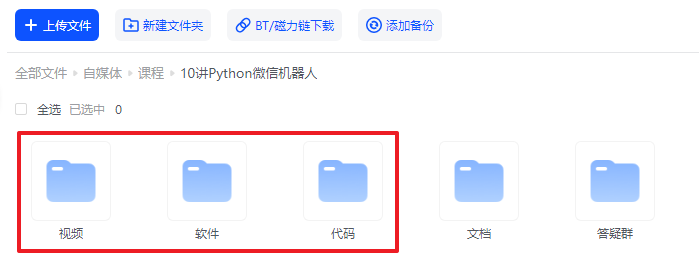 + 上传文件 新建文件夹 BT/磁力链下载 添加备份
全部文件 ▸ 自媒体 ▸ 课程 ▸ 10讲Python微信机器人
全选 已选中 0
视频 软件 代码 文档 答疑群